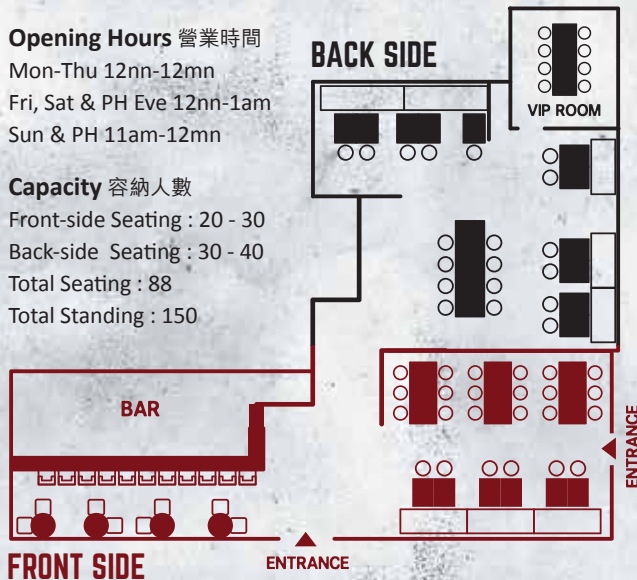 Opening Hours 營業時間
Mon-Thu 12nn-12mn
Fri, Sat & PH Eve 12nn-1am
Sun & PH 11am-12mn
Capacity 容納人數
Front-side Seating : 20 - 30
Back-side Seating : 30 - 40
Total Seating : 88
Total Standing : 150
BACK SIDE
VIP ROOM
BAR
ENTRANCE
FRONT SIDE
ENTRANCE